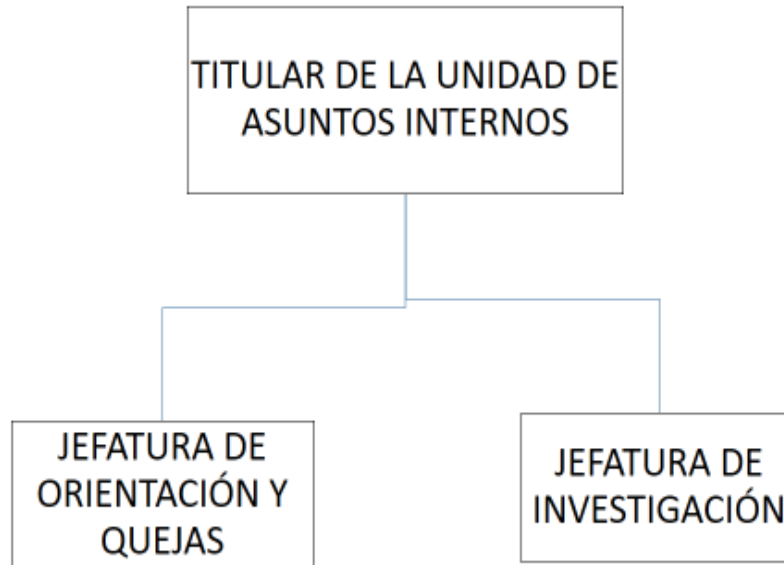 TITULAR DE LA UNIDAD DE
ASUNTOS INTERNOS
JEFATURA DE
ORIENTACIÓN Y
QUEJAS
JEFATURA DE
INVESTIGACIÓN